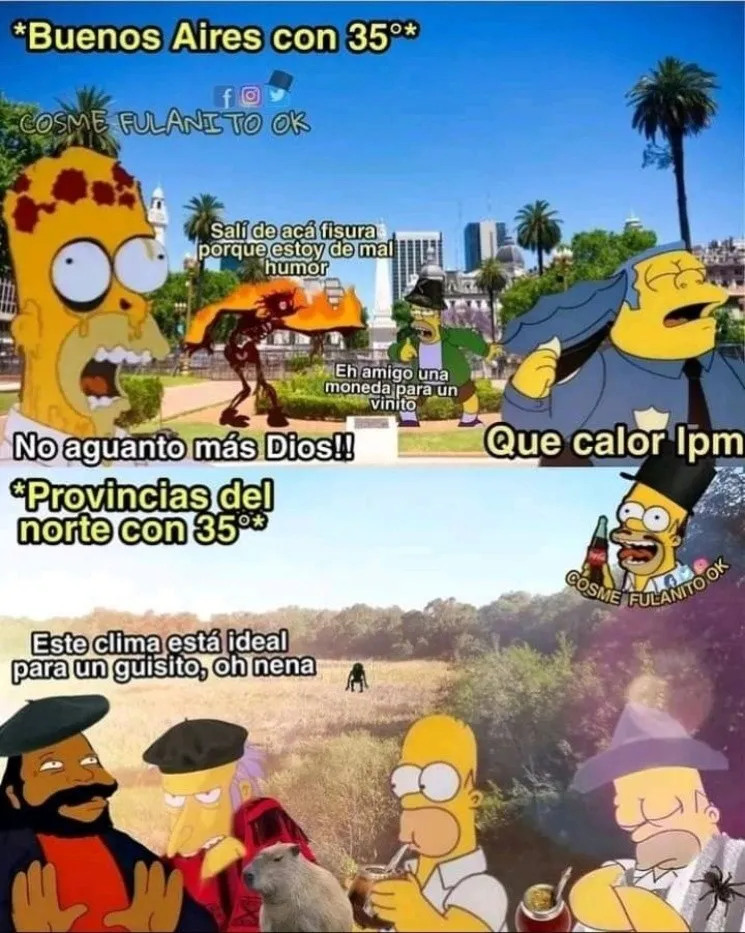 *Buenos Aires con 35°*
COSME FULANITO OK
Salí de acá fisura
porque estoy de mal
humor
Eh amigo una
moneda para un
vinito
No aguanto más Dios!!
Que calor lpm
*Provincias del
norte con 35°*
COSME FULANITO OK
Este clima está ideal
para un guisito, oh nena